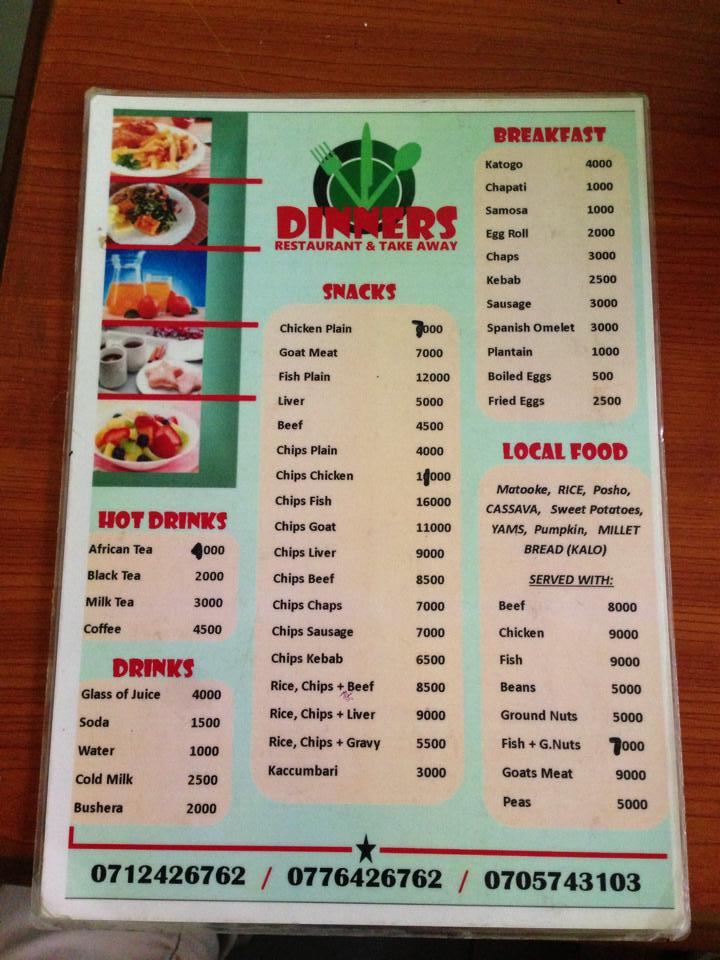 DINNERS
RESTAURANT & TAKE AWAY
HOT DRINKS
African Tea 4000
Black Tea 2000
Milk Tea 3000
Coffee 4500
DRINKS
Glass of Juice 4000
Soda 1500
Water 1000
Cold Milk 2500
Bushera 2000
SNACKS
Chicken Plain 7000
Goat Meat 7000
Fish Plain 12000
Liver 5000
Beef 4500
Chips Plain 4000
Chips Chicken 11000
Chips Fish 16000
Chips Goat 11000
Chips Liver 9000
Chips Beef 8500
Chips Chaps 7000
Chips Sausage 7000
Chips Kebab 6500
Rice, Chips + Beef 8500
Rice, Chips + Liver 9000
Rice, Chips + Gravy 5500
Kaccumbari 3000
BREAKFAST
Katogo 4000
Chapati 1000
Samosa 1000
Egg Roll 2000
Chaps 3000
Kebab 2500
Sausage 3000
Spanish Omelet 3000
Plantain 1000
Boiled Eggs 500
Fried Eggs 2500
LOCAL FOOD
Matooke, RICE, Posho,
CASSAVA, Sweet Potatoes,
YAMS, Pumpkin, MILLET
BREAD (KALO)
SERVED WITH:
Beef 8000
Chicken 9000
Fish 9000
Beans 5000
Ground Nuts 5000
Fish + G.Nuts 7000
Goats Meat 9000
Peas 5000
0712426762 / 0776426762 / 0705743103